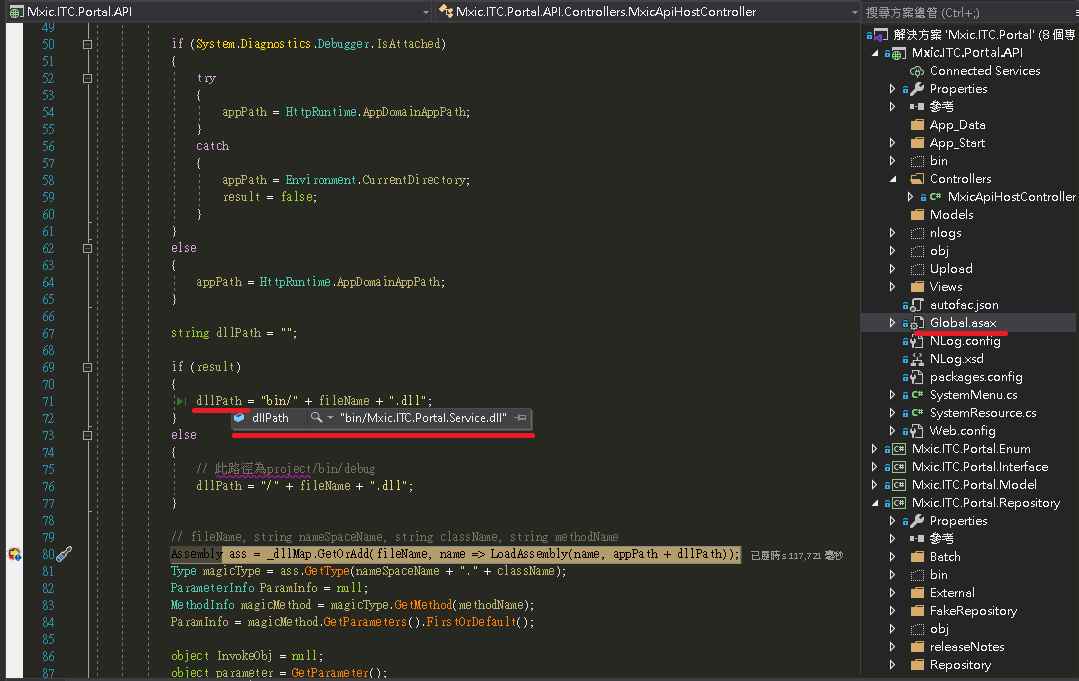 Mxic.ITC.Portal.API
Mxic.ITC.Portal.API.Controllers.MxicApiHostController
49
50 if (System.Diagnostics.Debugger.IsAttached)
51 {
52 try
53 {
54 appPath = HttpRuntime.AppDomainAppPath;
55 }
56 catch
57 {
58 appPath = Environment.CurrentDirectory;
59 result = false;
60 }
61 }
62 else
63 {
64 appPath = HttpRuntime.AppDomainAppPath;
65 }
66
67 string dllPath = "";
68
69 if (result)
70 {
71 dllPath = "bin/" + fileName + ".dll";
72 }
dllPath "bin/Mxic.ITC.Portal.Service.dll"
73 else
74 {
75 // 此路徑為project/bin/debug
76 dllPath = "/" + fileName + ".dll";
77 }
78
79 // fileName, string nameSpaceName, string className, string methodName
80 Assembly ass = _dllMap.GetOrAdd(fileName, name => LoadAssembly(name, appPath + dllPath)); 已歷時 ≤ 117,721 毫秒
81 Type magicType = ass.GetType(nameSpaceName + "." + className);
82 ParameterInfo ParamInfo = null;
83 MethodInfo magicMethod = magicType.GetMethod(methodName);
84 ParamInfo = magicMethod.GetParameters().FirstOrDefault();
85
86 object InvokeObj = null;
87 object parameter = GetParameter();
搜尋方案總管 (Ctrl+;)
解決方案 'Mxic.ITC.Portal' (8 個專
Mxic.ITC.Portal.API
Connected Services
Properties
參考
App_Data
App_Start
bin
Controllers
C# MxicApiHostController
Models
nlogs
obj
Upload
Views
autofac.json
Global.asax
NLog.config
NLog.xsd
packages.config
C# SystemMenu.cs
C# SystemResource.cs
Web.config
C# Mxic.ITC.Portal.Enum
C# Mxic.ITC.Portal.Interface
C# Mxic.ITC.Portal.Model
C# Mxic.ITC.Portal.Repository
Properties
參考
Batch
bin
External
FakeRepository
obj
releaseNotes
Repository